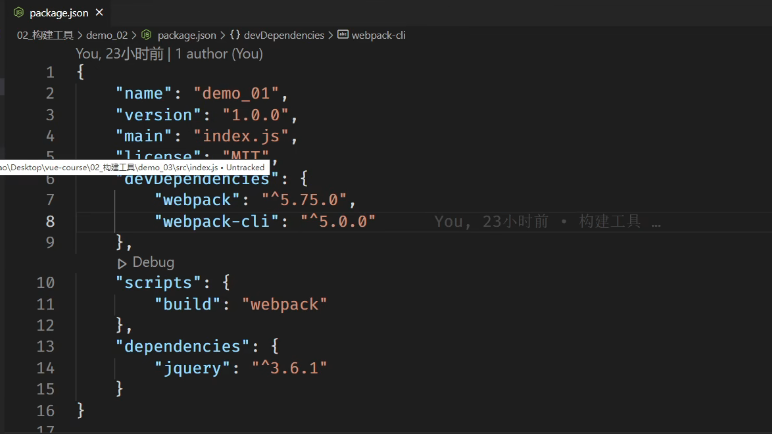 package.json
02_构建工具 > demo_02 > package.json > {} devDependencies > webpack-cli
You, 23小时前 | 1 author (You)
1 {
2 "name": "demo_01",
3 "version": "1.0.0",
4 "main": "index.js",
5 "license": "MIT",
ao\Desktop\vue-course\02_构建工具\demo_03\src\index.js • Untracked
6 "devDependencies": {
7 "webpack": "^5.75.0",
8 "webpack-cli": "^5.0.0" You, 23小时前 • 构建工具 …
9 },
Debug
10 "scripts": {
11 "build": "webpack"
12 },
13 "dependencies": {
14 "jquery": "^3.6.1"
15 }
16 }
17